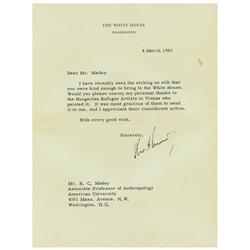 THE WHITE HOUSE
WASHINGTON
4 March 1961
Dear Mr. Maday:
I have recently seen the etching on silk that
you were kind enough to bring to the White House.
Would you please convey my personal thanks to
the Hungarian Refugee Artists in Vienna who
painted it. It was most gracious of them to send
it to me, and I appreciate their considerate action.
With every good wish,
Sincerely,
Mr. B. C. Maday
Associate Professor of Anthropology
American University
4501 Mass. Avenue, N.W.
Washington, D.C.